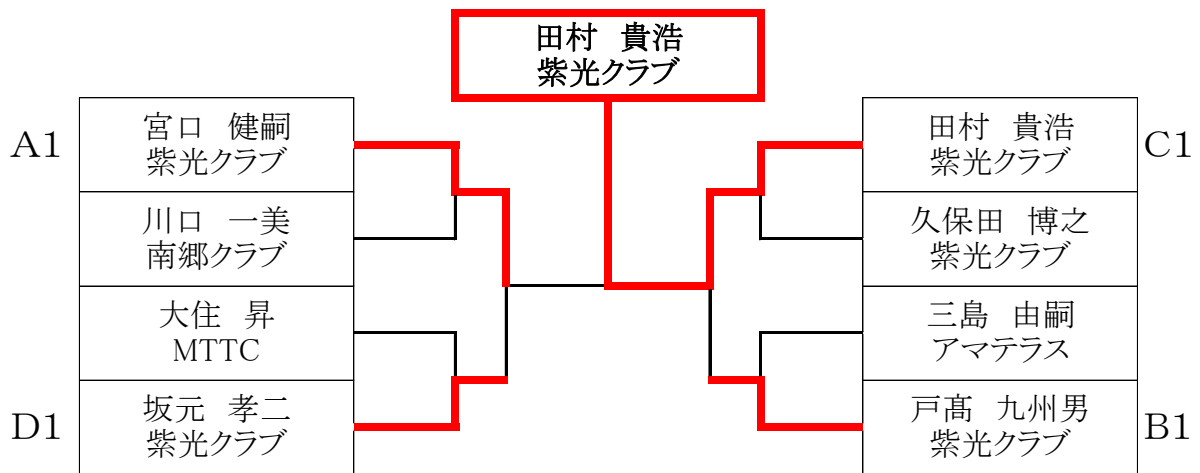 田村　貴浩
紫光クラブ
A1
宮口　健嗣
紫光クラブ
川口　一美
南郷クラブ
大住　昇
MTTC
D1
坂元　孝二
紫光クラブ
田村　貴浩
紫光クラブ
C1
久保田　博之
紫光クラブ
三島　由嗣
アマテラス
戸髙　九州男
紫光クラブ
B1